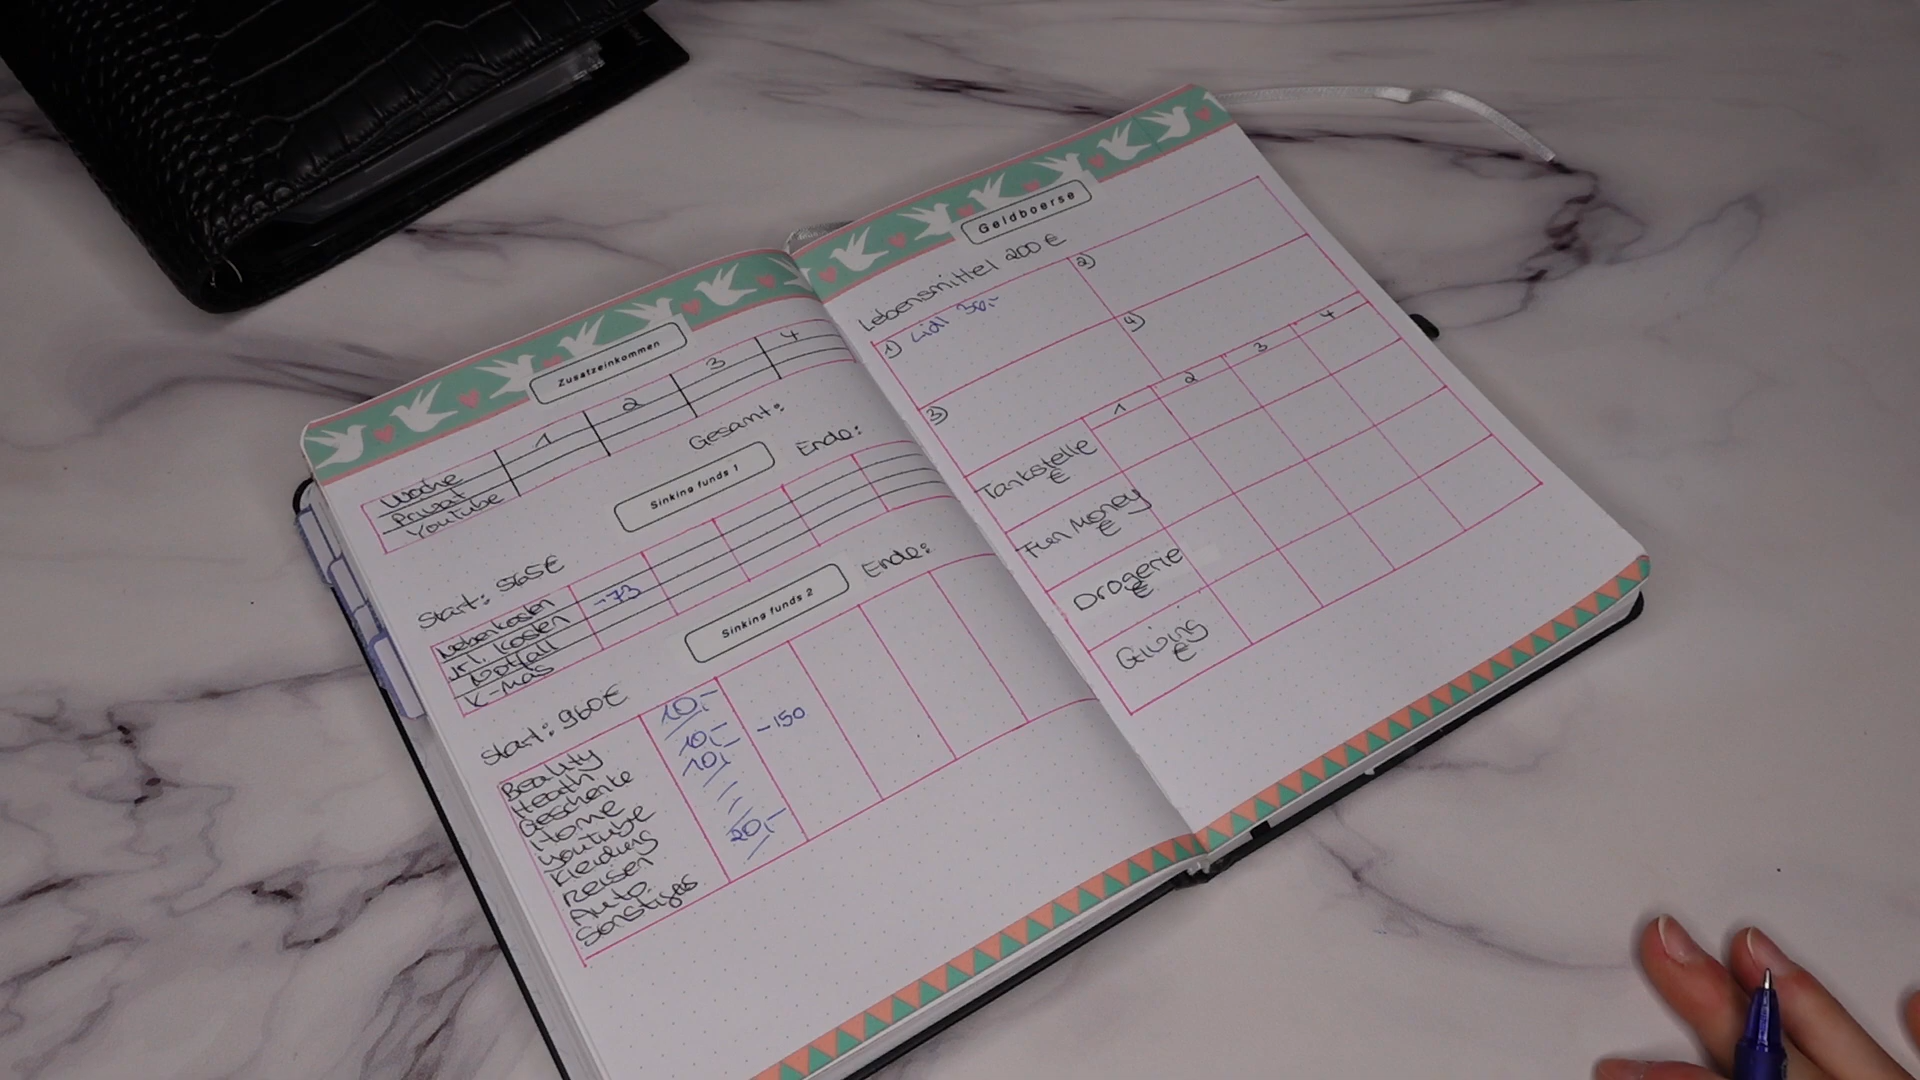 Zusatzeinkommen
Woche 1 2 3 4
Privat
YouTube
Gesamt:
Sinking funds 1
Start: 565€ Ende:
Nebenkosten -73
Jrl. Kosten
Notfall
X-mas
Sinking funds 2
Start: 960€ Ende:
Beauty 10,-
Health
Geschenke 10,- -150
Home 10,-
Youtube
Kleidung
Reisen
Auto 20,-
Sonstiges
Geldboerse
Lebensmittel 200€
1) Lidl 2)
3) 4)
1 2 3 4
Tankstelle
€
Fun Money
€
Drogerie
€
Giving
€